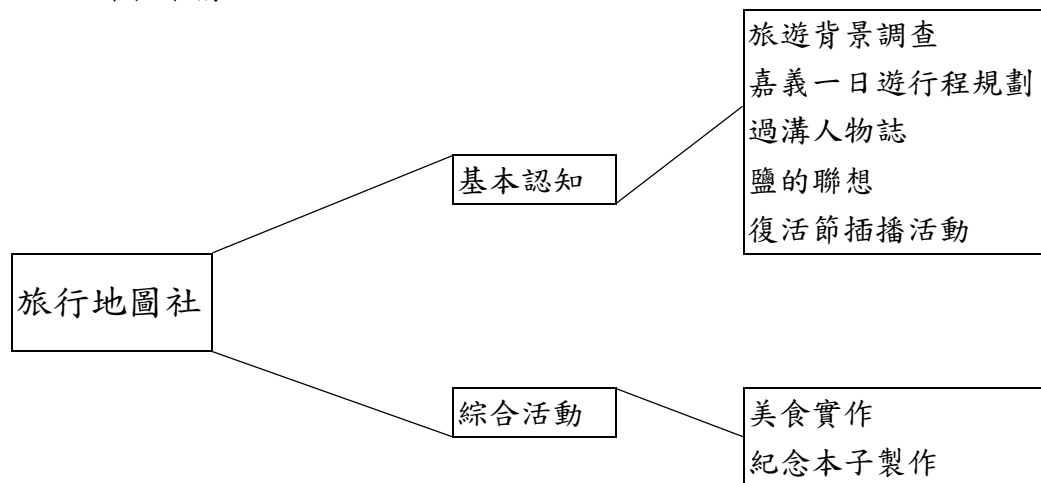 旅遊背景調查
嘉義一日遊行程規劃
過溝人物誌
鹽的聯想
復活節插播活動
基本認知
旅行地圖社
綜合活動
美食實作
紀念本子製作